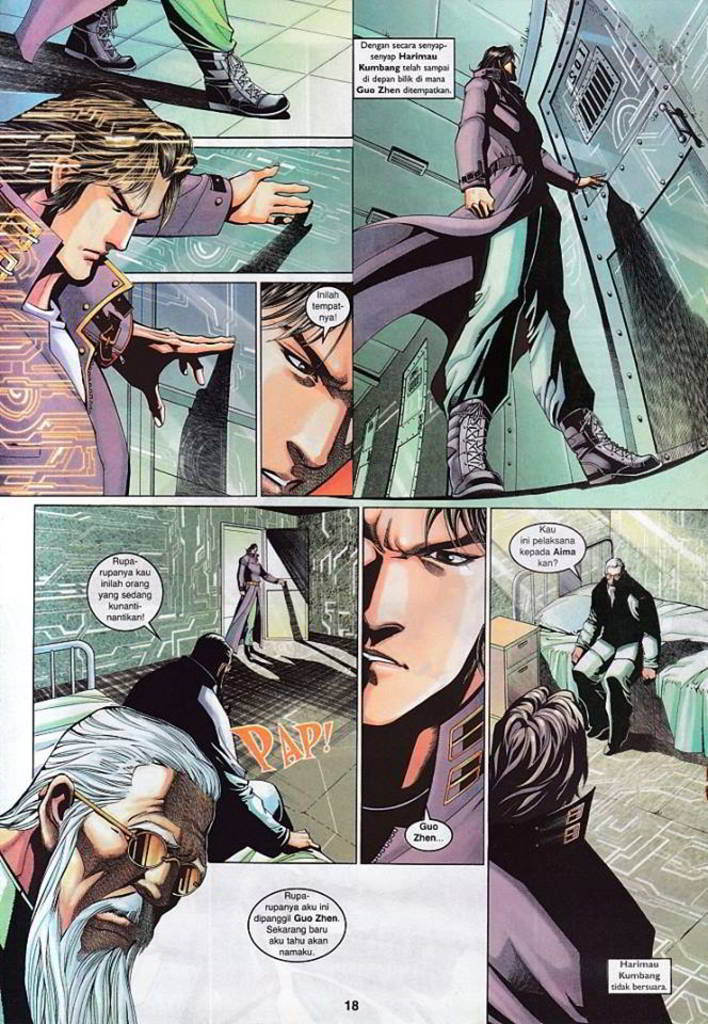 Dengan secara senyap-
senyap Harimau
Kumbang telah sampai
di depan bilik di mana
Guo Zhen ditempatkan.
Inilah
tempat-
nya!
Rupa-
rupanya kau
inilah orang
yang sedang
kunanti-
nantikan!
PAP!
Guo
Zhen...
Kau
ini pelaksana
kepada Aima
kan?
Rupa-
rupanya aku ini
dipanggil Guo Zhen.
Sekarang baru
aku tahu akan
namaku.
Harimau
Kumbang
tidak bersuara.
18